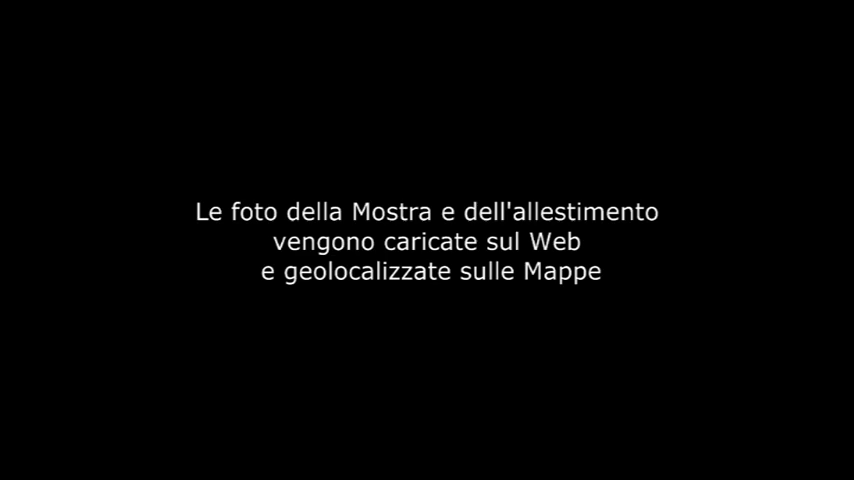 Le foto della Mostra e dell'allestimento
vengono caricate sul Web
e geolocalizzate sulle Mappe